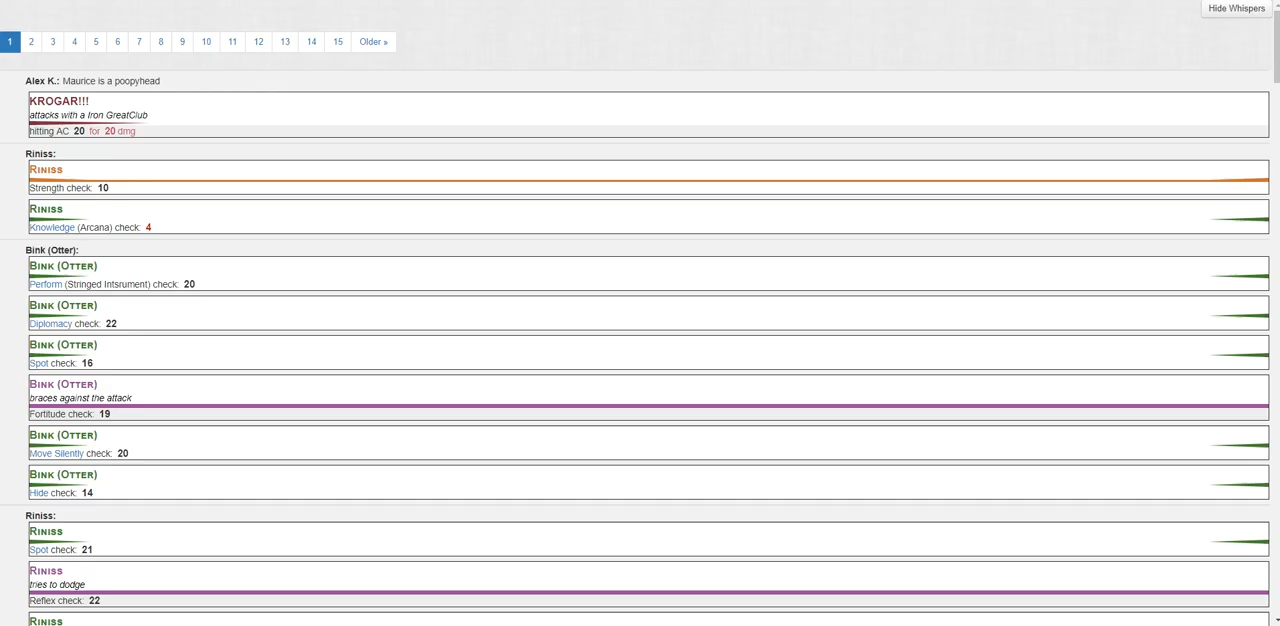 Hide Whispers
1 2 3 4 5 6 7 8 9 10 11 12 13 14 15 Older »
Alex K.: Maurice is a poopyhead
KROGAR!!!
attacks with a Iron GreatClub
hitting AC 20 for 20 dmg
Riniss:
Riniss
Strength check: 10
Riniss
Knowledge (Arcana) check: 4
Bink (Otter):
Bink (Otter)
Perform (Stringed Intsrument) check: 20
Bink (Otter)
Diplomacy check: 22
Bink (Otter)
Spot check: 16
Bink (Otter)
braces against the attack
Fortitude check: 19
Bink (Otter)
Move Silently check: 20
Bink (Otter)
Hide check: 14
Riniss:
Riniss
Spot check: 21
Riniss
tries to dodge
Reflex check: 22
Riniss